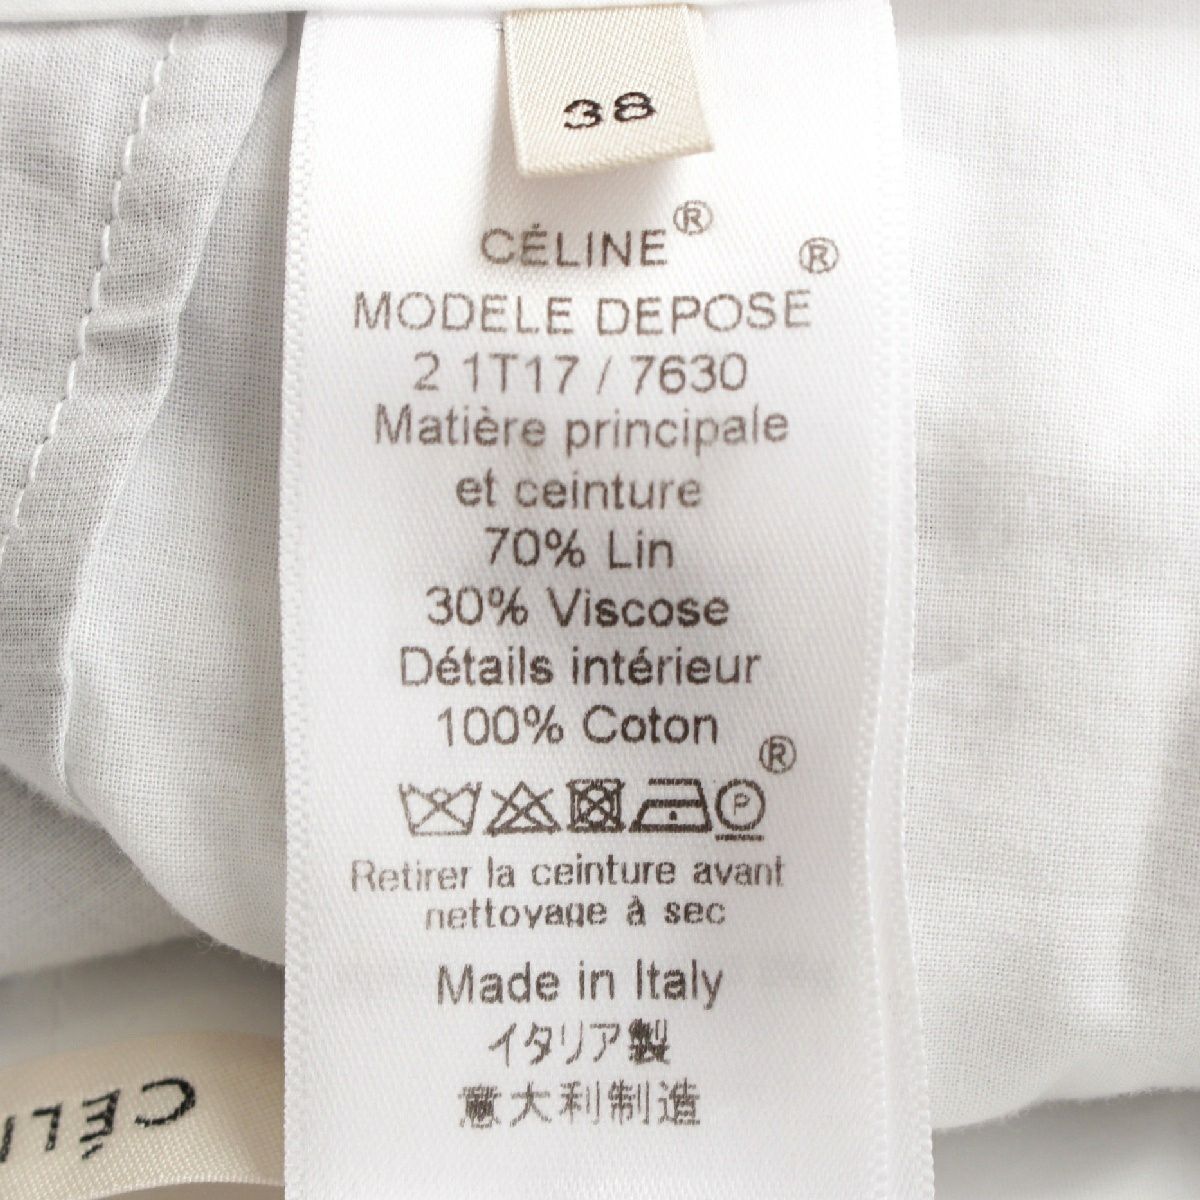 38
CÉLINE®
MODELE DEPOSE®
2 1T17 / 7630
Matière principale
et ceinture
70% Lin
30% Viscose
Détails intérieur
100% Coton
®
P
Retirer la ceinture avant
nettoyage à sec
Made in Italy
イタリア製
意大利制造
CÉLI